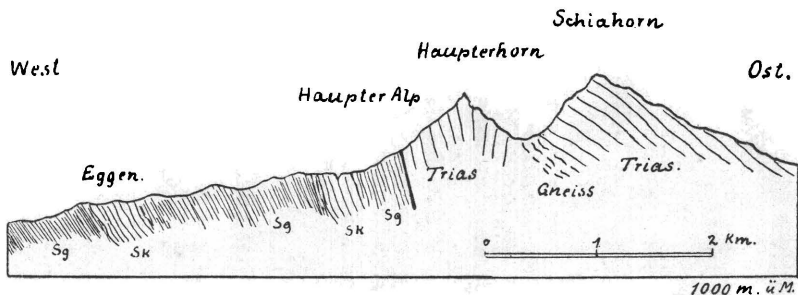 Schiahorn
Haupterhorn
West
Ost.
Haupter Alp
Eggen.
Trias
Trias.
Gneiss
Sg
Sk
Sg
Sk
Sg
0 1 2 Km.
1000 m. ü M.